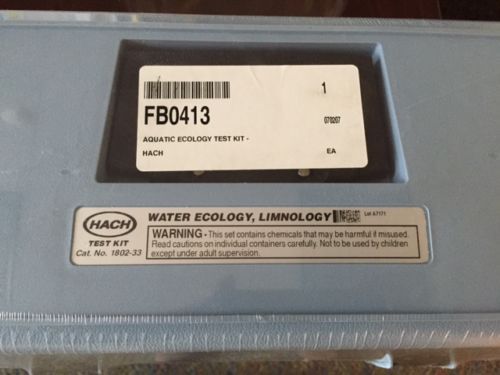 1
FB0413
070207
AQUATIC ECOLOGY TEST KIT -
HACH
EA
HACH
TEST KIT
Cat. No. 1802-33
WATER ECOLOGY, LIMNOLOGY
Lot A7171
WARNING - This set contains chemicals that may be harmful if misused.
Read cautions on individual containers carefully. Not to be used by children
except under adult supervision.